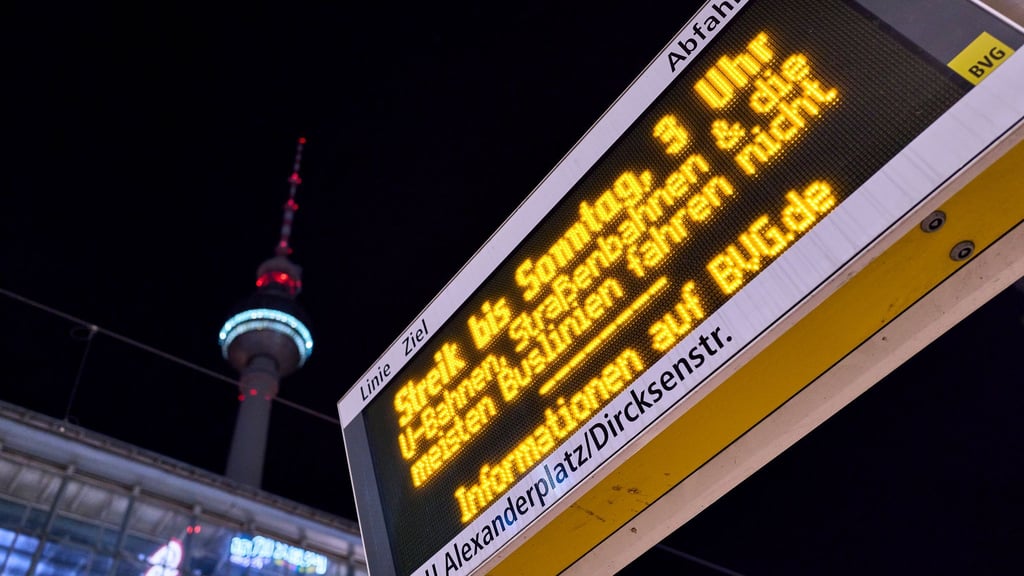 Linie Ziel Abfahrt
BVG
Streik bis Sonntag, 3 Uhr
U-Bahnen, Straßenbahnen & die
meisten Buslinien fahren nicht.
Informationen auf BVG.de
U Alexanderplatz/Dircksenstr.